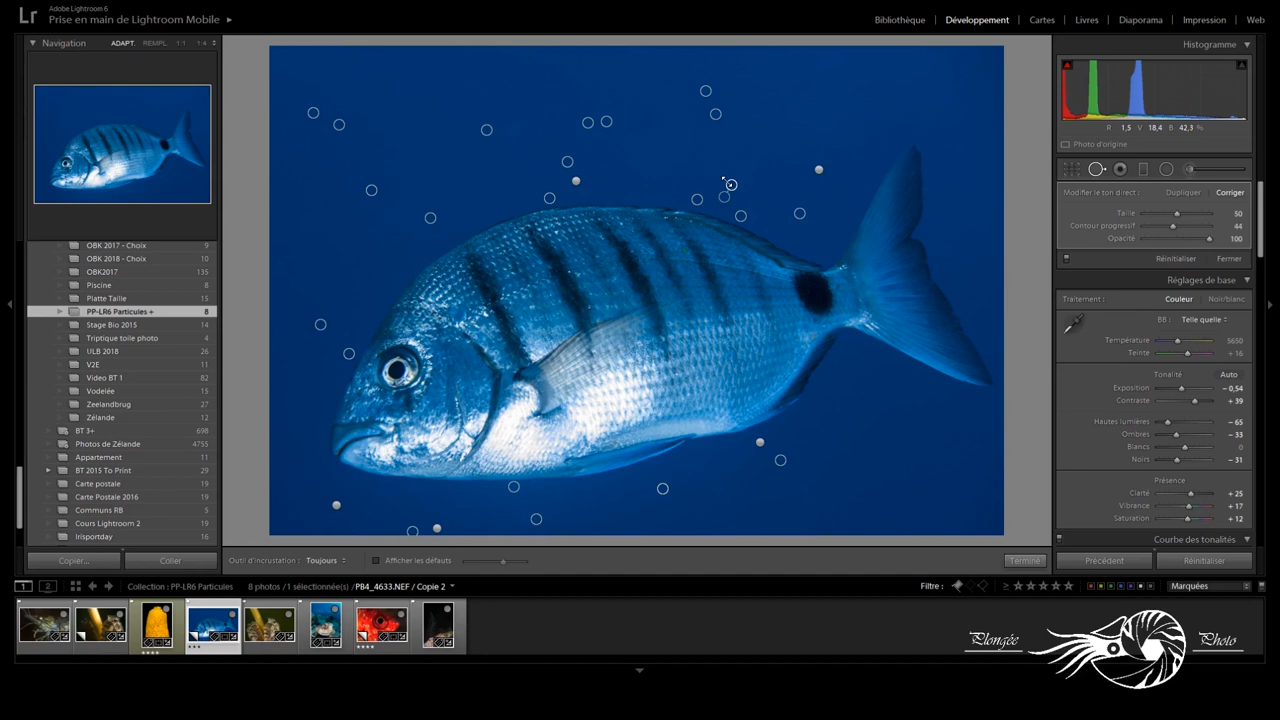 Lr
Adobe Lightroom 6
Prise en main de Lightroom Mobile
Bibliothèque | Développement | Cartes | Livres | Diaporama | Impression | Web
Navigation ADAPT. REMPL. 1:1 1:4
OBK 2017 - Choix 9
OBK 2018 - Choix 10
OBK2017 135
Piscine 8
Platte Taille 15
PP-LR6 Particules + 8
Stage Bio 2015 14
Triptique toile photo 4
ULB 2018 26
V2E 11
Video BT 1 82
Vodelée 15
Zeelandbrug 27
Zélande 12
BT 3+ 698
Photos de Zélande 4755
Appartement 11
BT 2015 To Print 29
Carte postale 19
Carte Postale 2016 19
Communs RB 5
Cours Lightroom 2 19
Irisportday 16
Copier... Coller
Outil d'incrustation : Toujours Afficher les défauts Terminé
Histogramme
R 1,5 V 18,4 B 42,3 %
Photo d'origine
Modifier le ton direct : Dupliquer Corriger
Taille 50
Contour progressif 44
Opacité 100
Réinitialiser Fermer
Réglages de base
Traitement : Couleur Noir/blanc
BB : Telle quelle
Température 5650
Teinte + 16
Tonalité Auto
Exposition − 0,54
Contraste + 39
Hautes lumières − 65
Ombres − 33
Blancs 0
Noirs − 31
Présence
Clarté + 25
Vibrance + 17
Saturation + 12
Courbe des tonalités
Précédent Réinitialiser
1 2 Collection : PP-LR6 Particules 8 photos /1 sélectionnée(s) /PB4_4633.NEF / Copie 2 Filtre : ≥ ★★★★★ Marquées
Plongée Photo